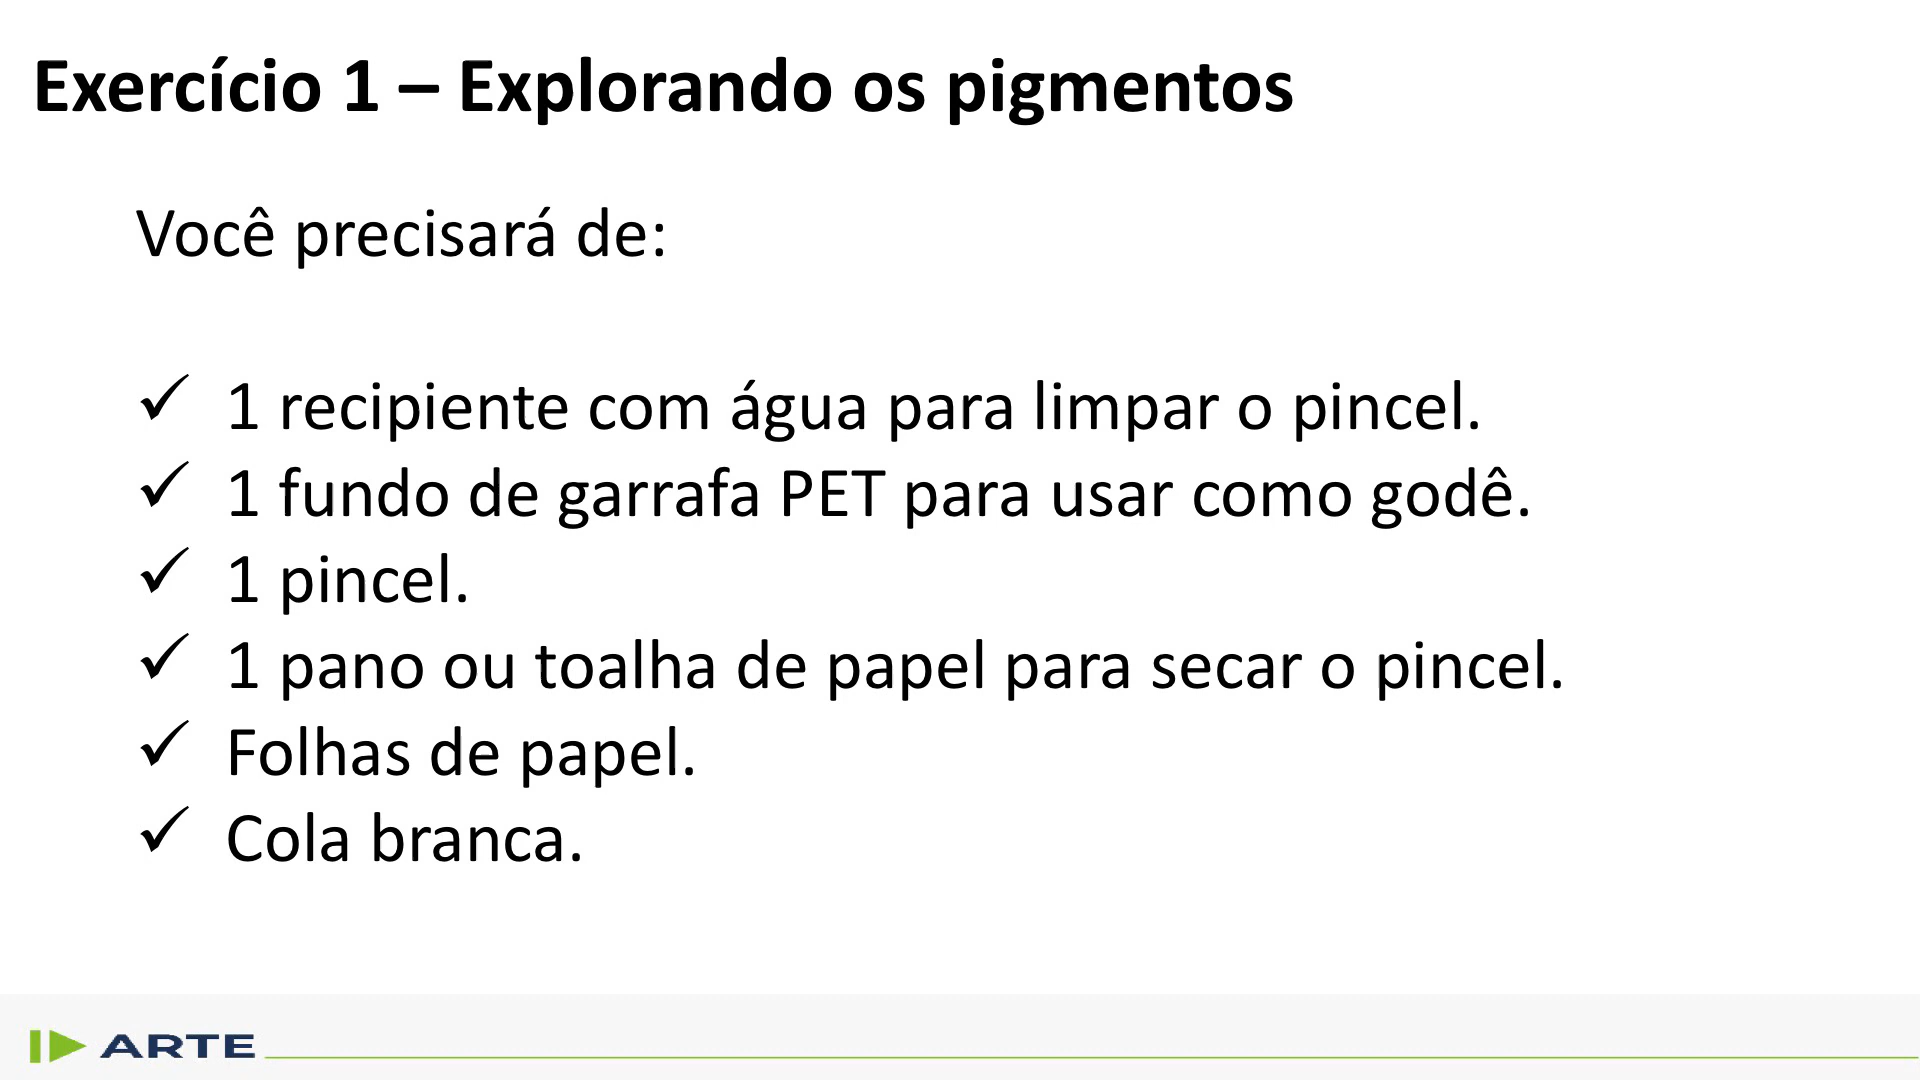 Exercício 1 – Explorando os pigmentos
Você precisará de:
✓ 1 recipiente com água para limpar o pincel.
✓ 1 fundo de garrafa PET para usar como godê.
✓ 1 pincel.
✓ 1 pano ou toalha de papel para secar o pincel.
✓ Folhas de papel.
✓ Cola branca.
ARTE